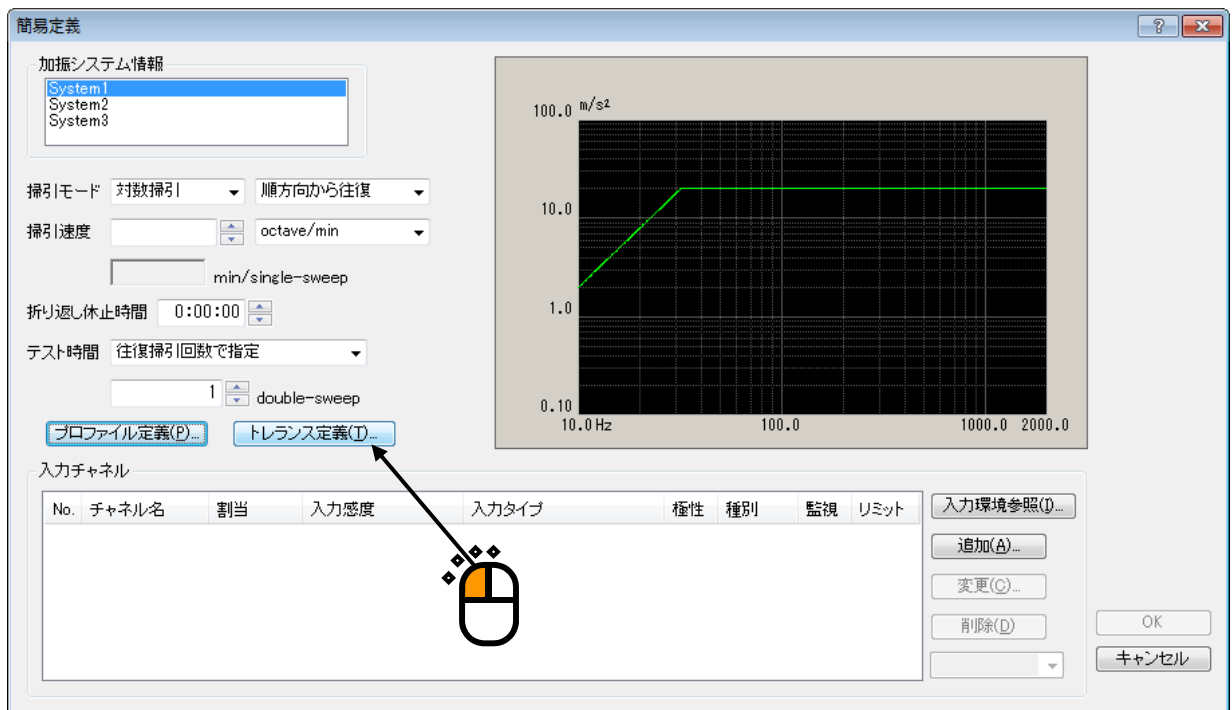 簡易定義
加振システム情報
System1
System2
System3
掃引モード 対数掃引 順方向から往復
掃引速度 octave/min
min/single-sweep
折り返し休止時間 0:00:00
テスト時間 往復掃引回数で指定
1 double-sweep
プロファイル定義(P)... トレランス定義(T)...
100.0 m/s²
10.0
1.0
0.10
10.0 Hz 100.0 1000.0 2000.0
入力チャネル
No. チャネル名 割当 入力感度 入力タイプ 極性 種別 監視 リミット
入力環境参照(I)...
追加(A)...
変更(C)...
削除(D)
OK
キャンセル